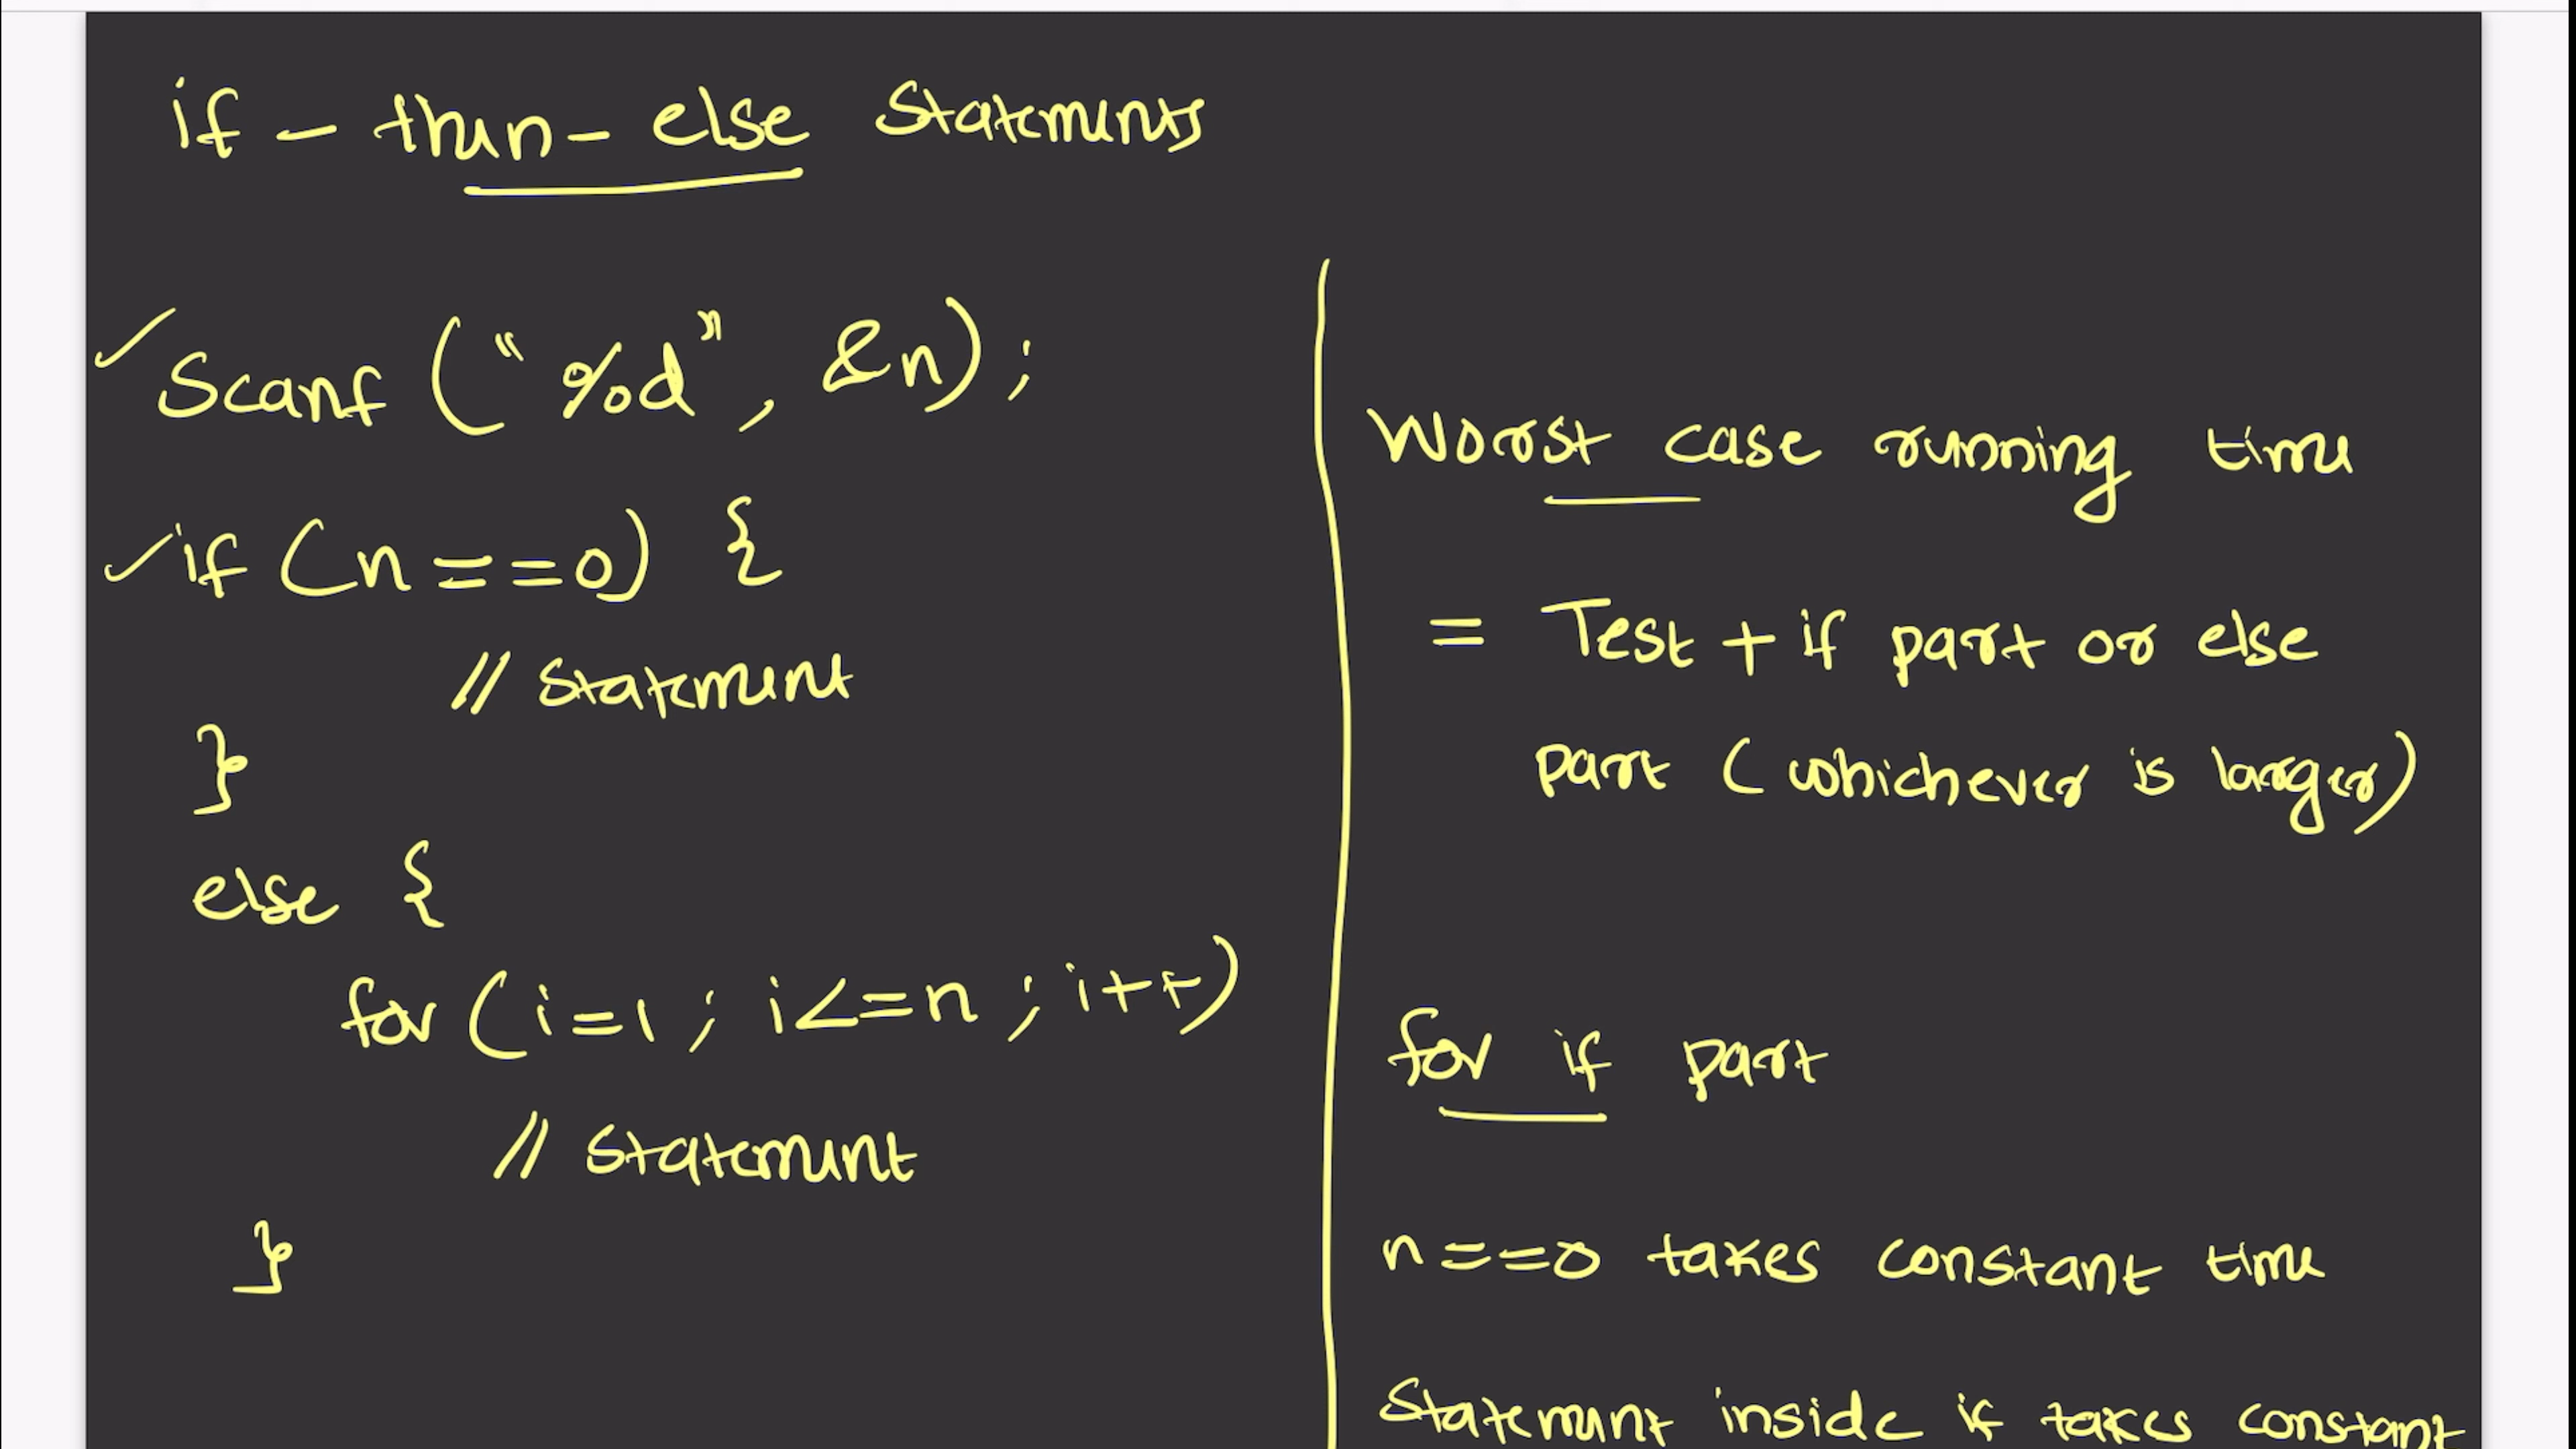 if - then - else Statements
Scanf ("%d", &n);
if (n==0) {
// statement
}
else {
for (i=1; i<=n; i++)
// statement
}
Worst case running time
= Test + if part or else
part (whichever is larger)
for if part
n==0 takes constant time
Statement inside if takes constant